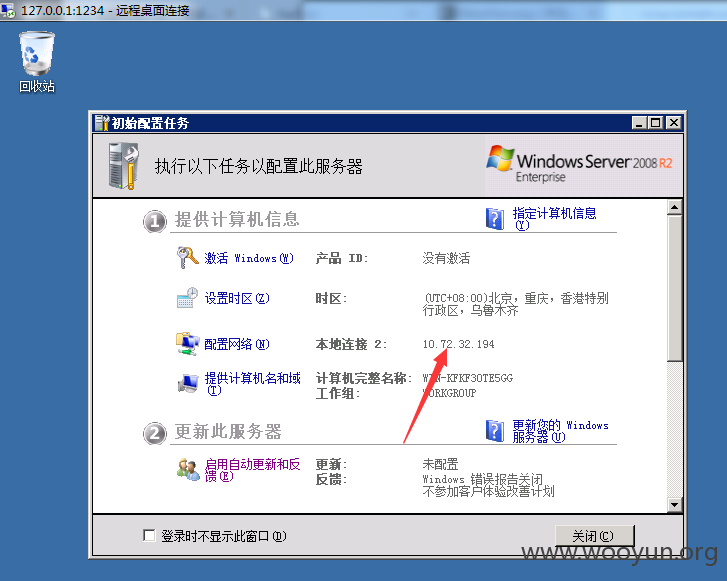 127.0.0.1:1234 - 远程桌面连接
回收站
初始配置任务
执行以下任务以配置此服务器
Windows Server 2008 R2
Enterprise
1 提供计算机信息
指定计算机信息
(Y)
激活 Windows(W)
产品 ID:
没有激活
设置时区(Z)
时区:
(UTC+08:00)北京，重庆，香港特别
行政区，乌鲁木齐
配置网络(N)
本地连接 2:
10.72.32.194
提供计算机名和域
(T)
计算机完整名称:
-KFKF30TE5GG
工作组:
WORKGROUP
2 更新此服务器
更新您的 Windows
服务器(U)
启用自动更新和反
馈(E)
更新:
未配置
反馈:
Windows 错误报告关闭
不参加客户体验改善计划
登录时不显示此窗口(D)
关闭(C)
www.wooyun.org